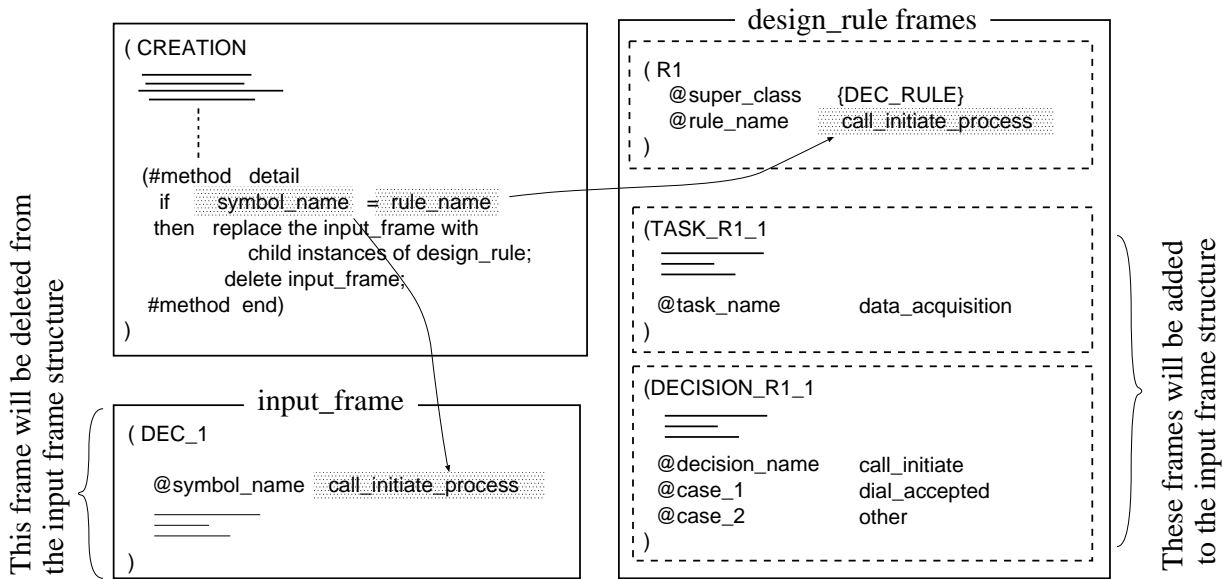 This frame will be deleted from
the input frame structure
( CREATION
(#method detail
if symbol_name = rule_name
then replace the input_frame with
child instances of design_rule;
delete input_frame;
#method end)
)
input_frame
( DEC_1
@symbol_name call_initiate_process
)
design_rule frames
( R1
@super_class {DEC_RULE}
@rule_name call_initiate_process
)
(TASK_R1_1
@task_name data_acquisition
)
(DECISION_R1_1
@decision_name call_initiate
@case_1 dial_accepted
@case_2 other
)
These frames will be added
to the input frame structure